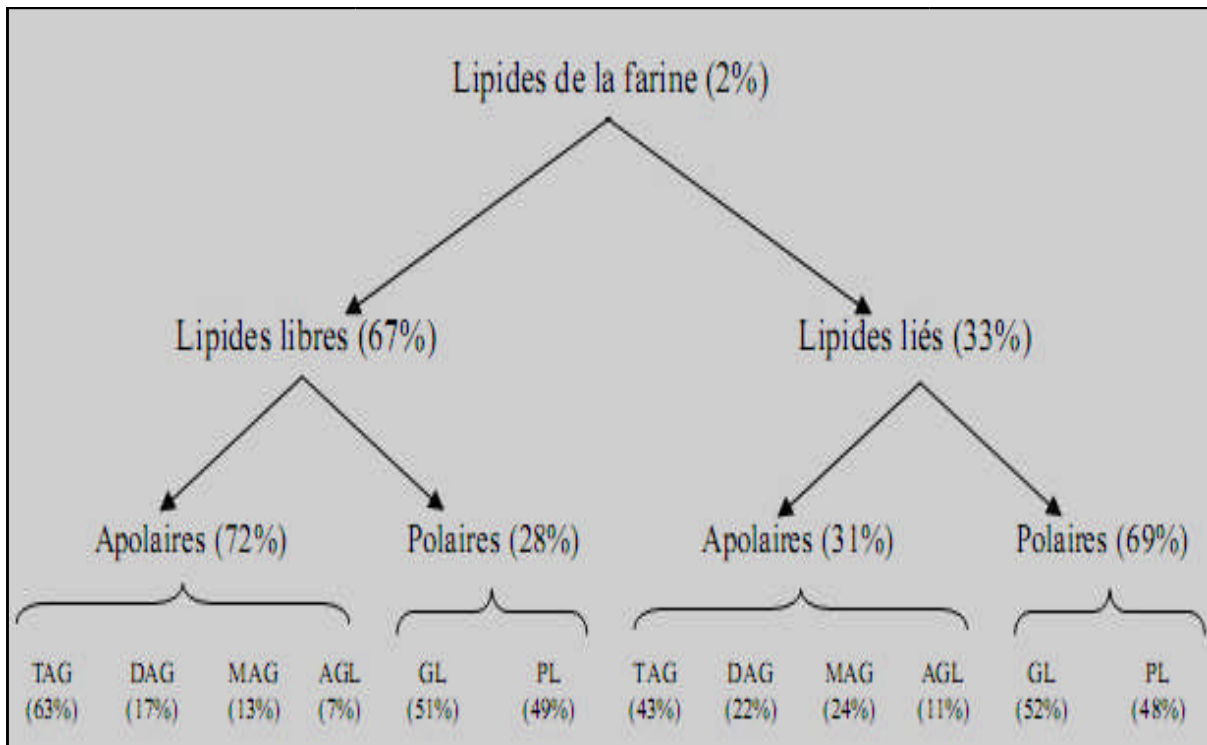 Lipides de la farine (2%)
Lipides libres (67%) Lipides liés (33%)
Apolaires (72%) Polaires (28%) Apolaires (31%) Polaires (69%)
TAG DAG MAG AGL GL PL TAG DAG MAG AGL GL PL
(63%) (17%) (13%) (7%) (51%) (49%) (43%) (22%) (24%) (11%) (52%) (48%)